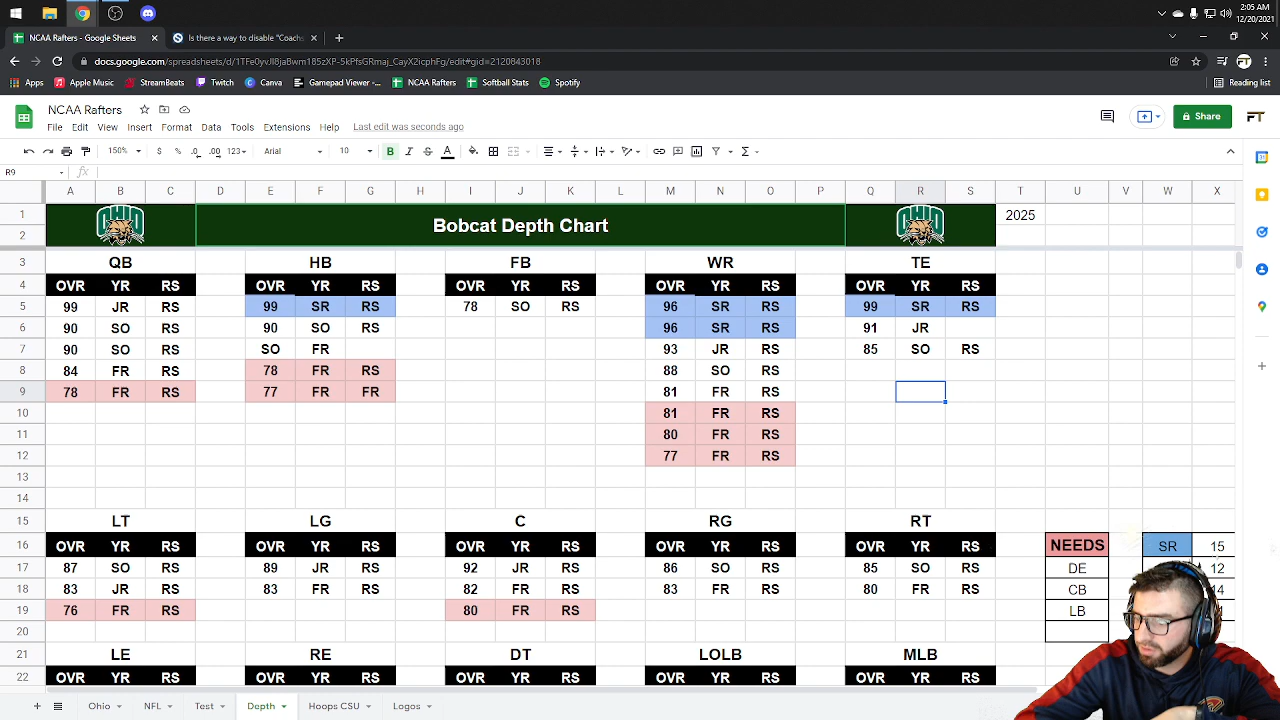 2:05 AM
12/20/2021
NCAA Rafters - Google Sheets
Is there a way to disable "Coach
docs.google.com/spreadsheets/d/1TFe0yvJl8jaBwm185zXP-5kPfsGRmaj_CayX2icphFg/edit#gid=2120843018
Apps Apple Music StreamBeats Twitch Canva Gamepad Viewer -... NCAA Rafters Softball Stats Spotify Reading list
NCAA Rafters
File Edit View Insert Format Data Tools Extensions Help Last edit was seconds ago
Share
FT
150% $ % .0 .00 123 Arial 10 B I S A
R9 fx
A B C D E F G H I J K L M N O P Q R S T U V W X
1 OHIO Bobcat Depth Chart OHIO 2025
2
3 QB HB FB WR TE
4 OVR YR RS OVR YR RS OVR YR RS OVR YR RS OVR YR RS
5 99 JR RS 99 SR RS 78 SO RS 96 SR RS 99 SR RS
6 90 SO RS 90 SO RS 96 SR RS 91 JR
7 90 SO RS SO FR 93 JR RS 85 SO RS
8 84 FR RS 78 FR RS 88 SO RS
9 78 FR RS 77 FR FR 81 FR RS
10 81 FR RS
11 80 FR RS
12 77 FR RS
13
14
15 LT LG C RG RT
16 OVR YR RS OVR YR RS OVR YR RS OVR YR RS OVR YR RS NEEDS SR 15
17 87 SO RS 89 JR RS 92 JR RS 86 SO RS 85 SO RS DE 12
18 83 JR RS 83 FR RS 82 FR RS 83 FR RS 80 FR RS CB 14
19 76 FR RS 80 FR RS LB
20
21 LE RE DT LOLB MLB
22 OVR YR RS OVR YR RS OVR YR RS OVR YR RS OVR YR RS
Ohio NFL Test Depth Hoops CSU Logos